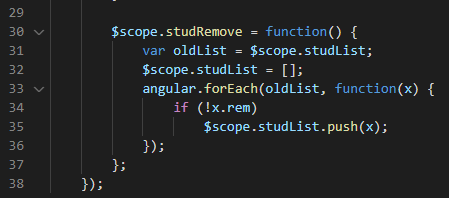 29
30 $scope.studRemove = function() {
31 var oldList = $scope.studList;
32 $scope.studList = [];
33 angular.forEach(oldList, function(x) {
34 if (!x.rem)
35 $scope.studList.push(x);
36 });
37 };
38 });